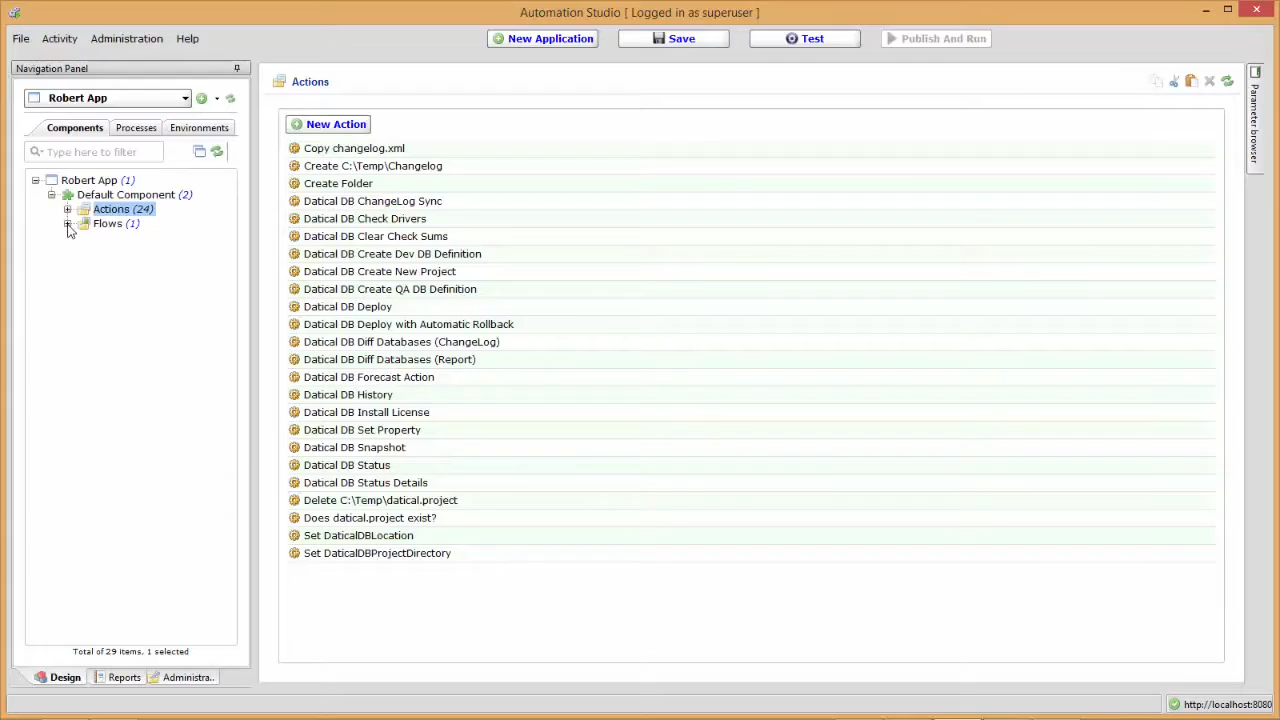 Automation Studio [ Logged in as superuser ]
File Activity Administration Help
New Application Save Test Publish And Run
Navigation Panel
Robert App
Components Processes Environments
Type here to filter
Robert App (1)
Default Component (2)
Actions (24)
Flows (1)
Total of 29 items, 1 selected
Design Reports Administra..
Actions
New Action
Copy changelog.xml
Create C:\Temp\Changelog
Create Folder
Datical DB ChangeLog Sync
Datical DB Check Drivers
Datical DB Clear Check Sums
Datical DB Create Dev DB Definition
Datical DB Create New Project
Datical DB Create QA DB Definition
Datical DB Deploy
Datical DB Deploy with Automatic Rollback
Datical DB Diff Databases (ChangeLog)
Datical DB Diff Databases (Report)
Datical DB Forecast Action
Datical DB History
Datical DB Install License
Datical DB Set Property
Datical DB Snapshot
Datical DB Status
Datical DB Status Details
Delete C:\Temp\datical.project
Does datical.project exist?
Set DaticalDBLocation
Set DaticalDBProjectDirectory
Parameter browser
http://localhost:8080